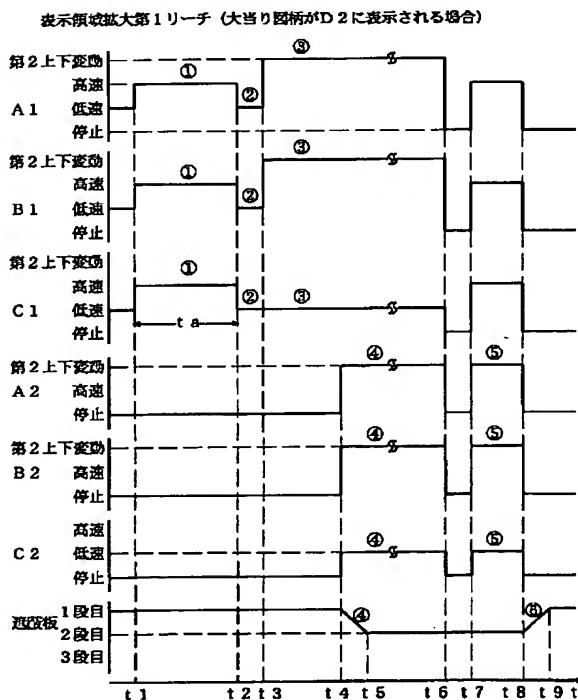 表示領域拡大第1リーチ(大当り図柄がD2に表示される場合)
③
第2上下変動
高速 ①
A1 低速 ②
停止
③
第2上下変動
高速 ①
B1 低速 ②
停止
第2上下変動
高速 ①
C1 低速 ② ③
停止
ta
第2上下変動 ④ ⑤
A2 高速
停止
第2上下変動 ④ ⑤
B2 高速
停止
高速
C2 低速 ④ ⑤
停止
1段目 ④ ⑥
遮蔽板 2段目
3段目
t1 t2 t3 t4 t5 t6 t7 t8 t9 t